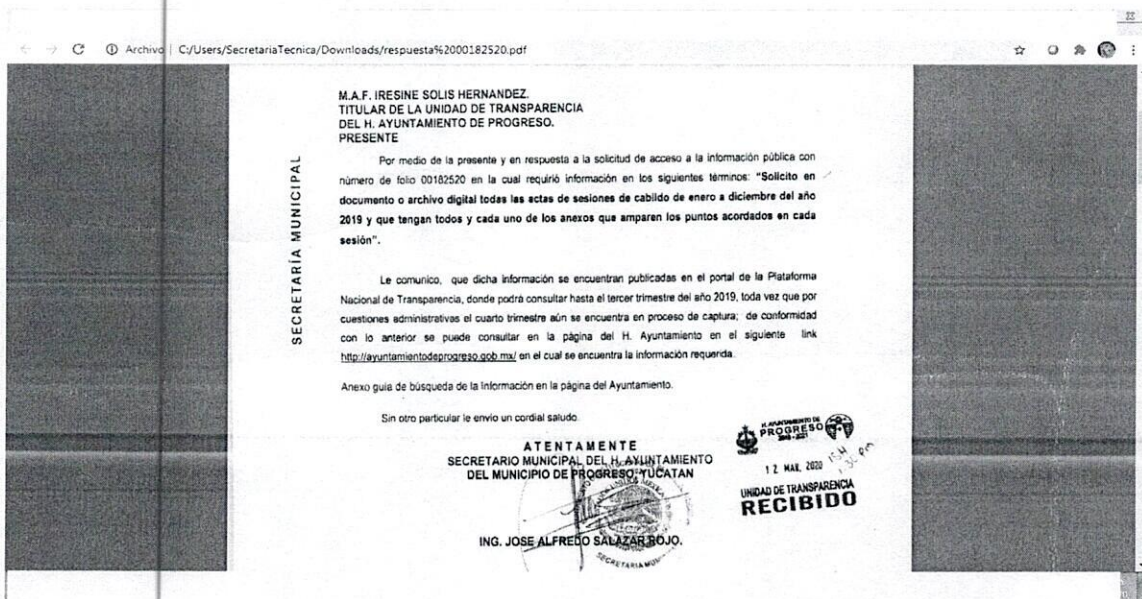 Archivo | C:/Users/SecretariaTecnica/Downloads/respuesta%2000182520.pdf
SECRETARÍA MUNICIPAL
M.A.F. IRESINE SOLIS HERNANDEZ.
TITULAR DE LA UNIDAD DE TRANSPARENCIA
DEL H. AYUNTAMIENTO DE PROGRESO.
PRESENTE
Por medio de la presente y en respuesta a la solicitud de acceso a la información pública con
número de folio 00182520 en la cual requirió información en los siguientes términos: "Solicito en
documento o archivo digital todas las actas de sesiones de cabildo de enero a diciembre del año
2019 y que tengan todos y cada uno de los anexos que amparen los puntos acordados en cada
sesión".
Le comunico, que dicha información se encuentran publicadas en el portal de la Plataforma
Nacional de Transparencia, donde podrá consultar hasta el tercer trimestre del año 2019, toda vez que por
cuestiones administrativas el cuarto trimestre aún se encuentra en proceso de captura; de conformidad
con lo anterior se puede consultar en la página del H. Ayuntamiento en el siguiente link
http://ayuntamientodeprogreso.gob.mx/ en el cual se encuentra la información requerida.
Anexo guia de búsqueda de la Información en la página del Ayuntamiento.
Sin otro particular le envío un cordial saludo.
ATENTAMENTE
SECRETARIO MUNICIPAL DEL H. AYUNTAMIENTO
DEL MUNICIPIO DE PROGRESO, YUCATAN
ING. JOSE ALFREDO SALAZAR ROJO.
H. AYUNTAMIENTO DE
PROGRESO
2018 - 2021
12 MAR. 2020
ISH
UNIDAD DE TRANSPARENCIA
RECIBIDO